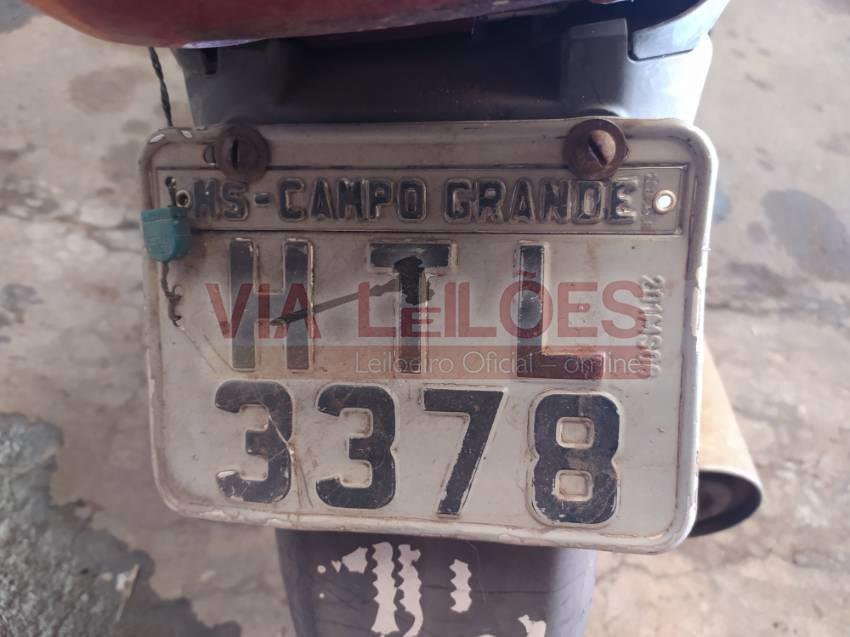 MS-CAMPO GRANDE
HTL
VIA LEILÕES
Leiloeiro Oficial – online
3378